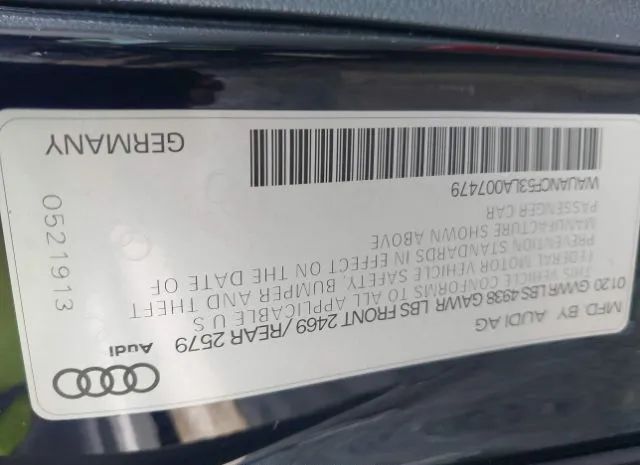 MFD. BY AUDI AG
0120 GVWR LBS 4938 GAWR LBS FRONT 2469 / REAR 2579
THIS VEHICLE CONFORMS TO ALL APPLICABLE U.S
FEDERAL MOTOR VEHICLE SAFETY, BUMPER AND THEFT
PREVENTION STANDARDS IN EFFECT ON THE DATE OF
MANUFACTURE SHOWN ABOVE
PASSENGER CAR
WAUANCF53LA007479
GERMANY
0521913
Audi